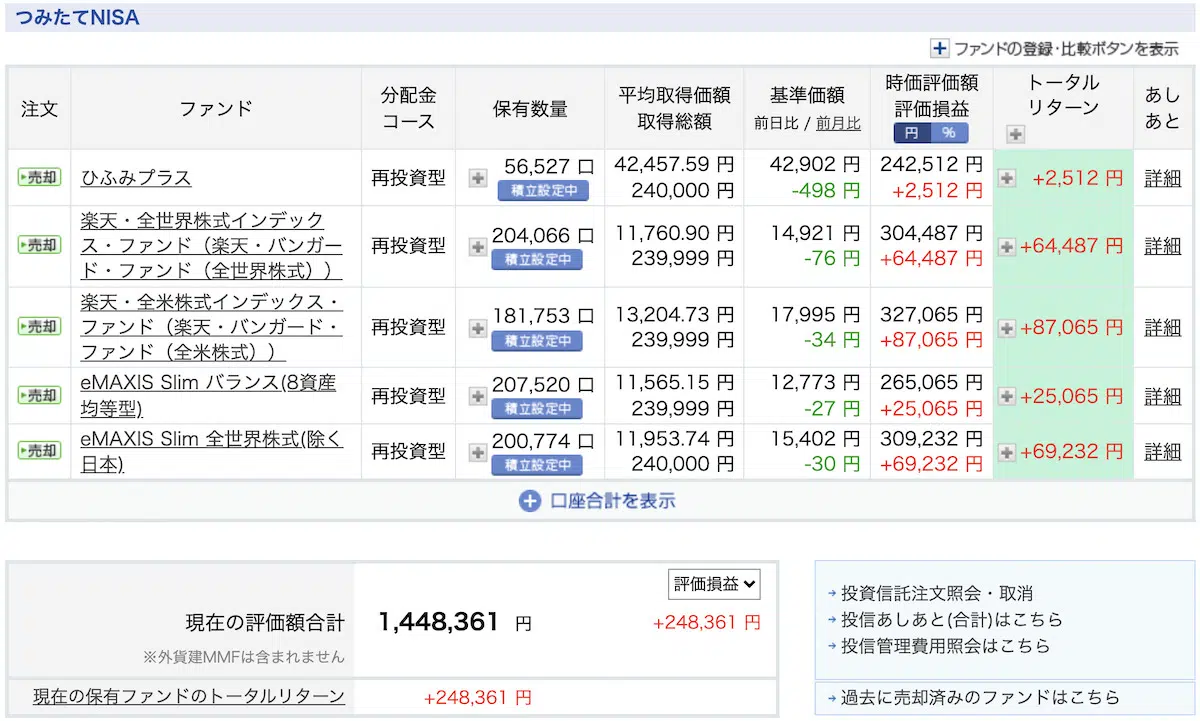 つみたてNISA
ファンドの登録・比較ボタンを表示
注文
ファンド
分配金
コース
保有数量
平均取得価額
取得総額
基準価額
前日比 / 前月比
時価評価額
評価損益
円 %
トータル
リターン
あし
あと
売却
ひふみプラス
再投資型
56,527 口
積立設定中
42,457.59 円
240,000 円
42,902 円
-498 円
242,512 円
+2,512 円
+2,512 円
詳細
売却
楽天・全世界株式インデック
ス・ファンド（楽天・バンガー
ド・ファンド（全世界株式））
再投資型
204,066 口
積立設定中
11,760.90 円
239,999 円
14,921 円
-76 円
304,487 円
+64,487 円
+64,487 円
詳細
売却
楽天・全米株式インデックス・
ファンド（楽天・バンガード・
ファンド（全米株式））
再投資型
181,753 口
積立設定中
13,204.73 円
239,999 円
17,995 円
-34 円
327,065 円
+87,065 円
+87,065 円
詳細
売却
eMAXIS Slim バランス(8資産
均等型)
再投資型
207,520 口
積立設定中
11,565.15 円
239,999 円
12,773 円
-27 円
265,065 円
+25,065 円
+25,065 円
詳細
売却
eMAXIS Slim 全世界株式(除く
日本)
再投資型
200,774 口
積立設定中
11,953.74 円
240,000 円
15,402 円
-30 円
309,232 円
+69,232 円
+69,232 円
詳細
口座合計を表示
評価損益
現在の評価額合計
1,448,361 円
+248,361 円
※外貨建MMFは含まれません
現在の保有ファンドのトータルリターン
+248,361 円
投資信託注文照会・取消
投信あしあと(合計)はこちら
投信管理費用照会はこちら
過去に売却済みのファンドはこちら